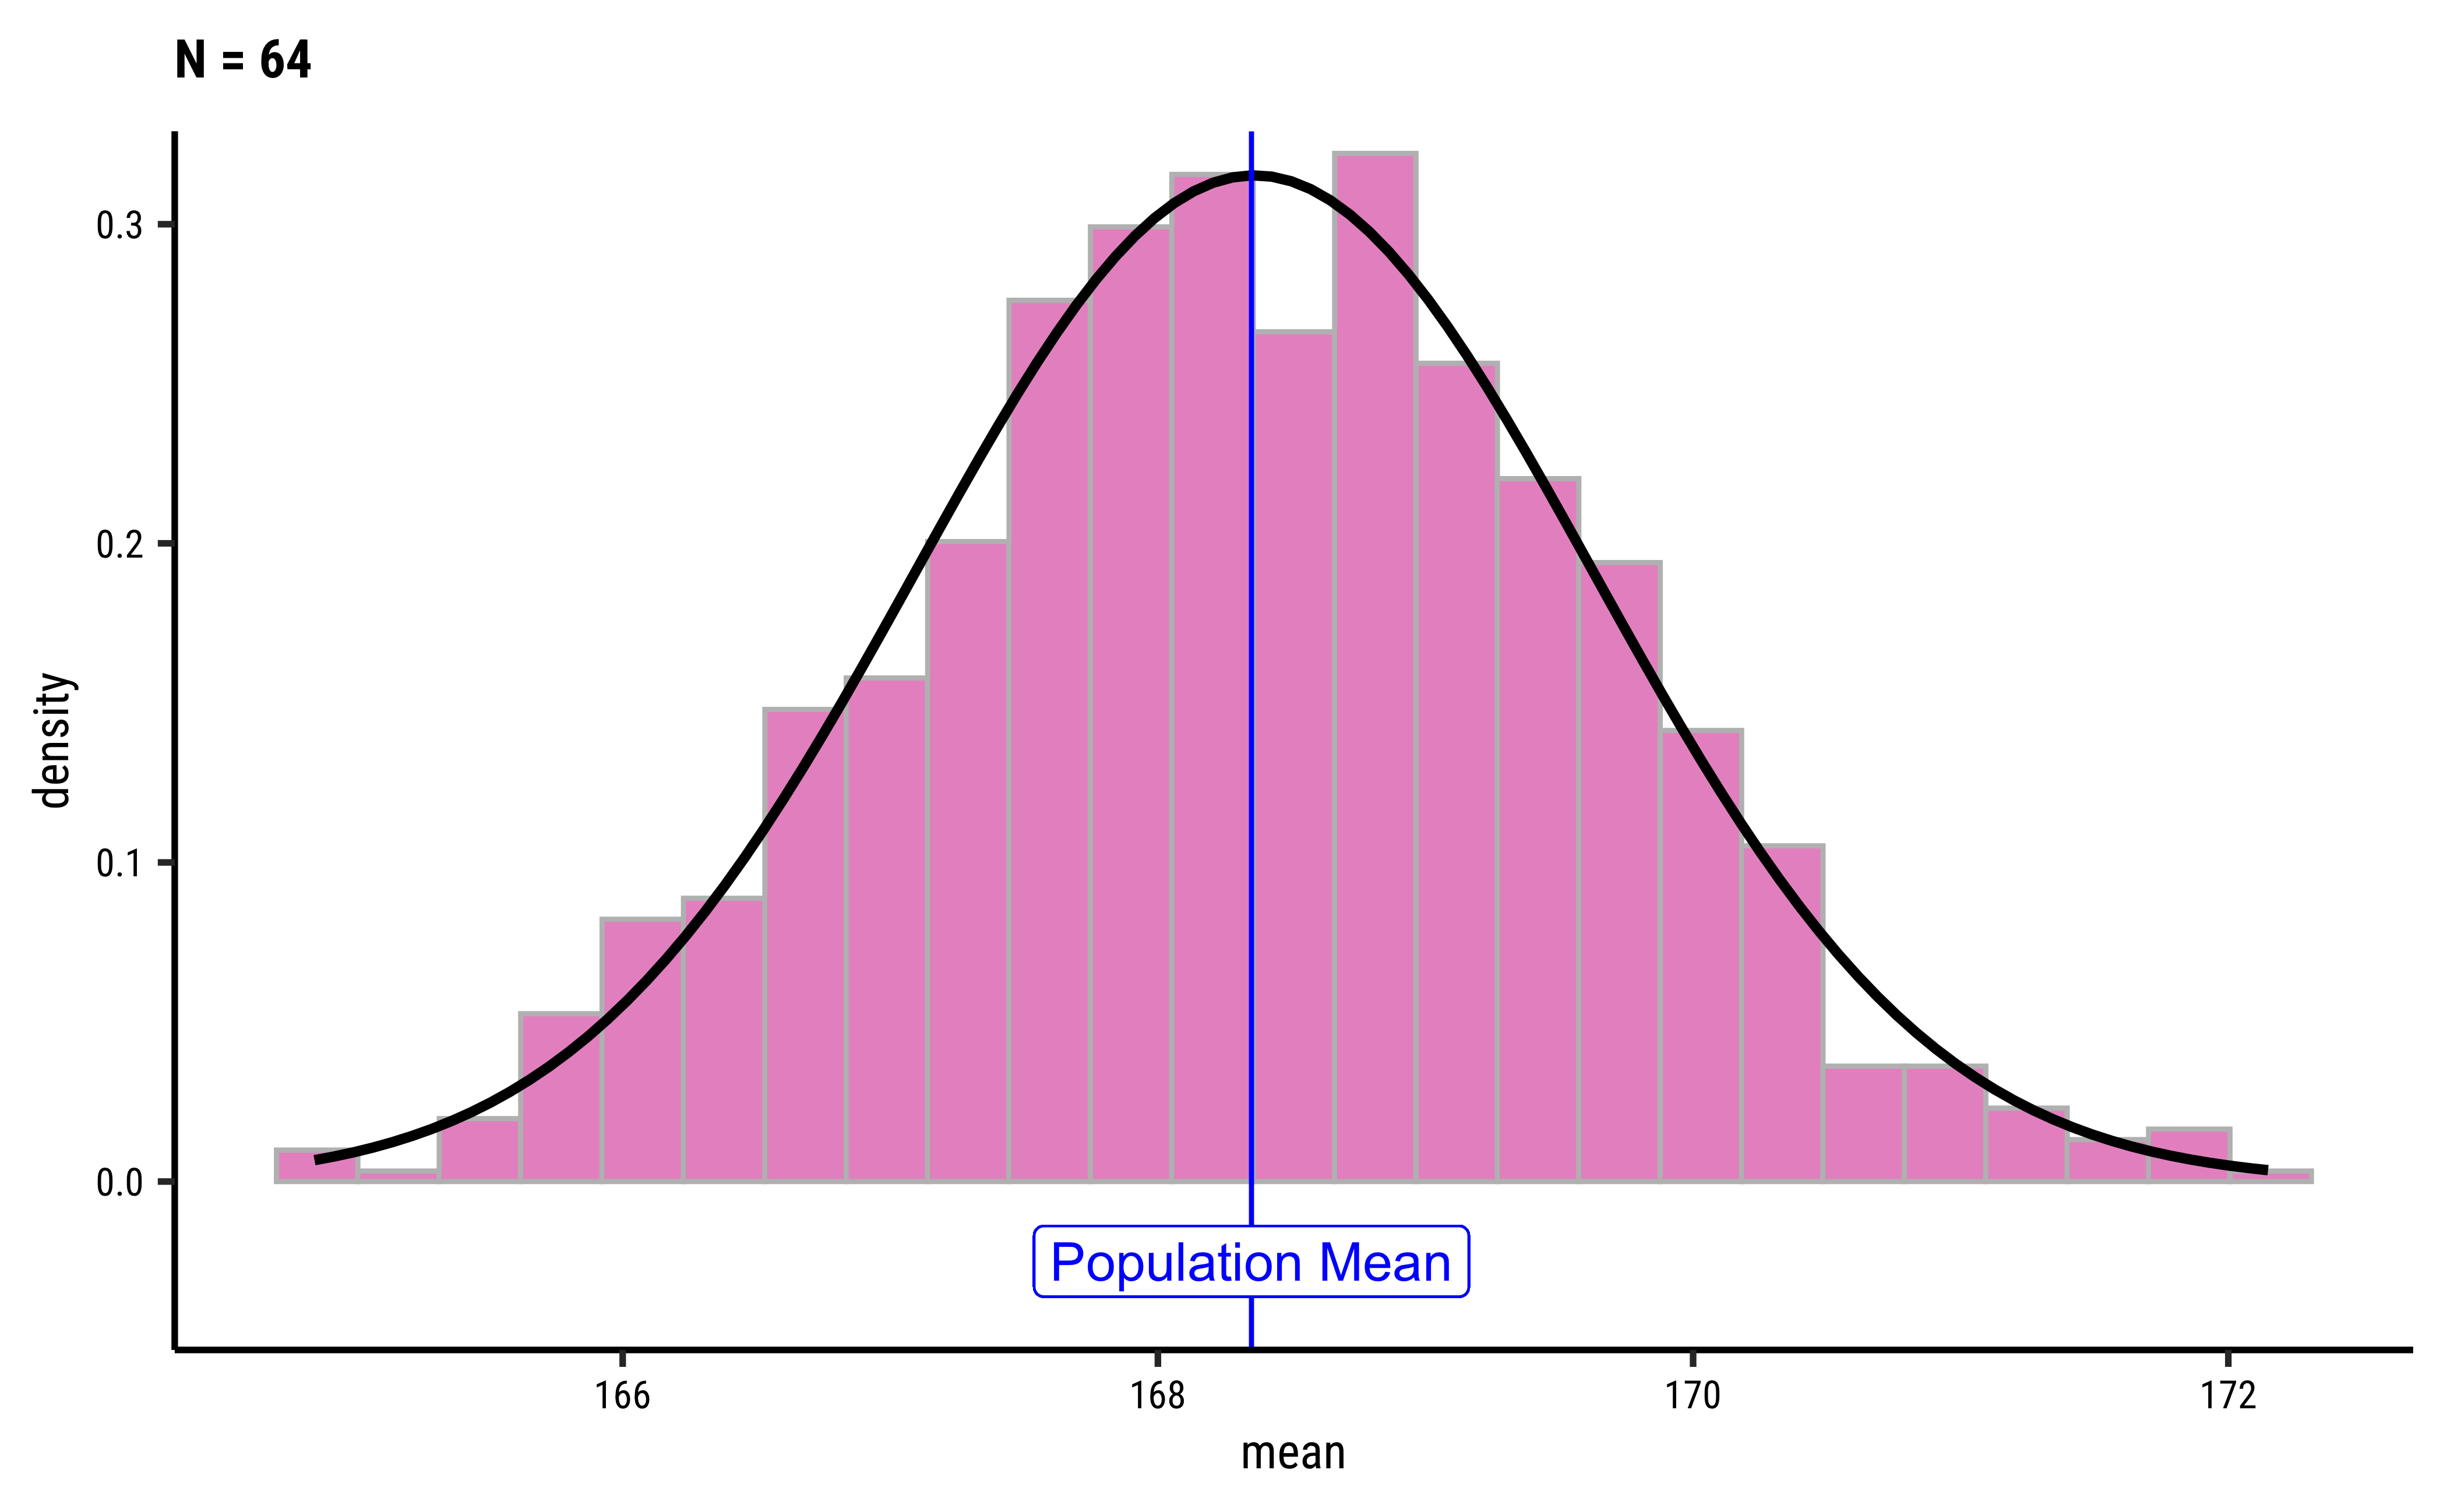 N = 64
density
0.3
0.2
0.1
0.0
Population Mean
166 168 170 172
mean